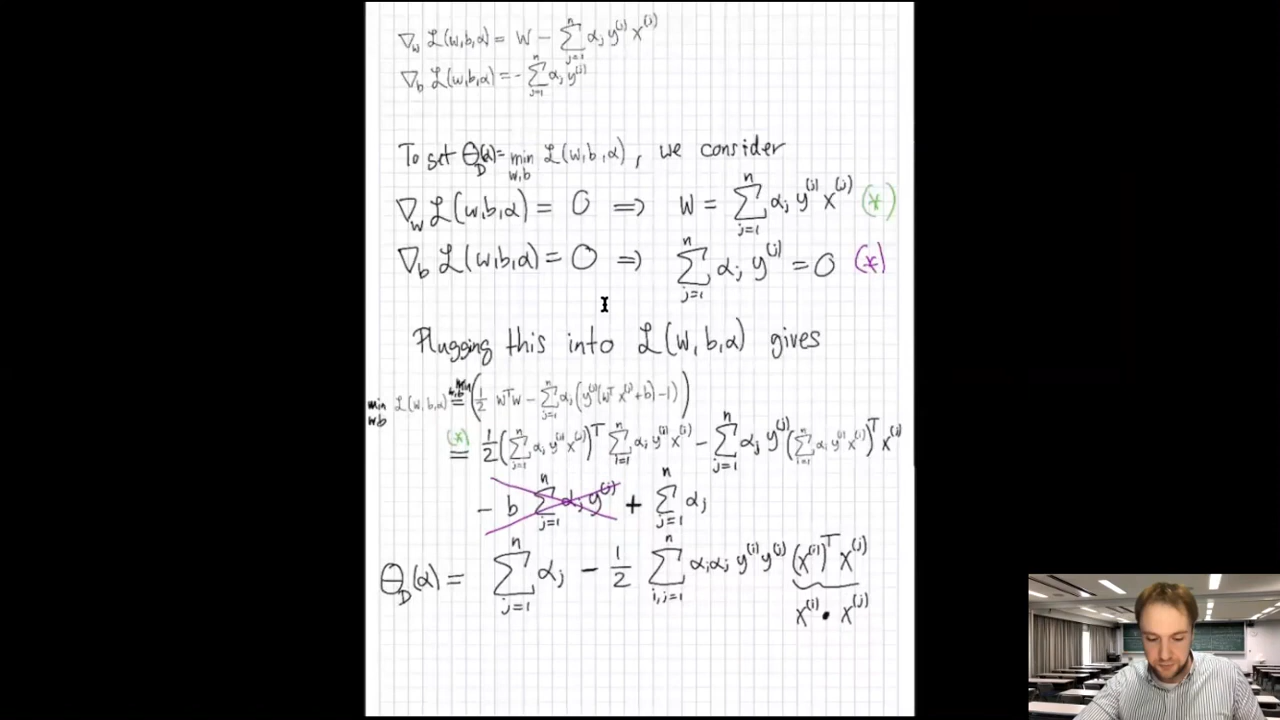 ∇_w ℒ(w,b,α) = w − Σ_{j=1}^{n} α_j y^{(j)} x^{(j)}
∇_b ℒ(w,b,α) = − Σ_{j=1}^{n} α_j y^{(j)}
To get Θ_D(α) = min_{w,b} ℒ(w,b,α), we consider
∇_w ℒ(w,b,α) = 0 ⇒ w = Σ_{j=1}^{n} α_j y^{(j)} x^{(j)} (*)
∇_b ℒ(w,b,α) = 0 ⇒ Σ_{j=1}^{n} α_j y^{(j)} = 0 (*)
Plugging this into ℒ(w,b,α) gives
min_{w,b} ℒ(w,b,α) = min_{w,b} (1/2 w^T w − Σ_{j=1}^{n} α_j (y^{(j)}(w^T x^{(j)} + b) − 1))
(*) = 1/2 (Σ_{j=1}^{n} α_j y^{(j)} x^{(j)})^T Σ_{i=1}^{n} α_i y^{(i)} x^{(i)} − Σ_{j=1}^{n} α_j y^{(j)} (Σ_{i=1}^{n} α_i y^{(i)} x^{(i)})^T x^{(j)}
− b Σ_{j=1}^{n} α_j y^{(j)} + Σ_{j=1}^{n} α_j
Θ_D(α) = Σ_{j=1}^{n} α_j − 1/2 Σ_{i,j=1}^{n} α_i α_j y^{(i)} y^{(j)} (x^{(i)})^T x^{(j)}
x^{(i)} • x^{(j)}